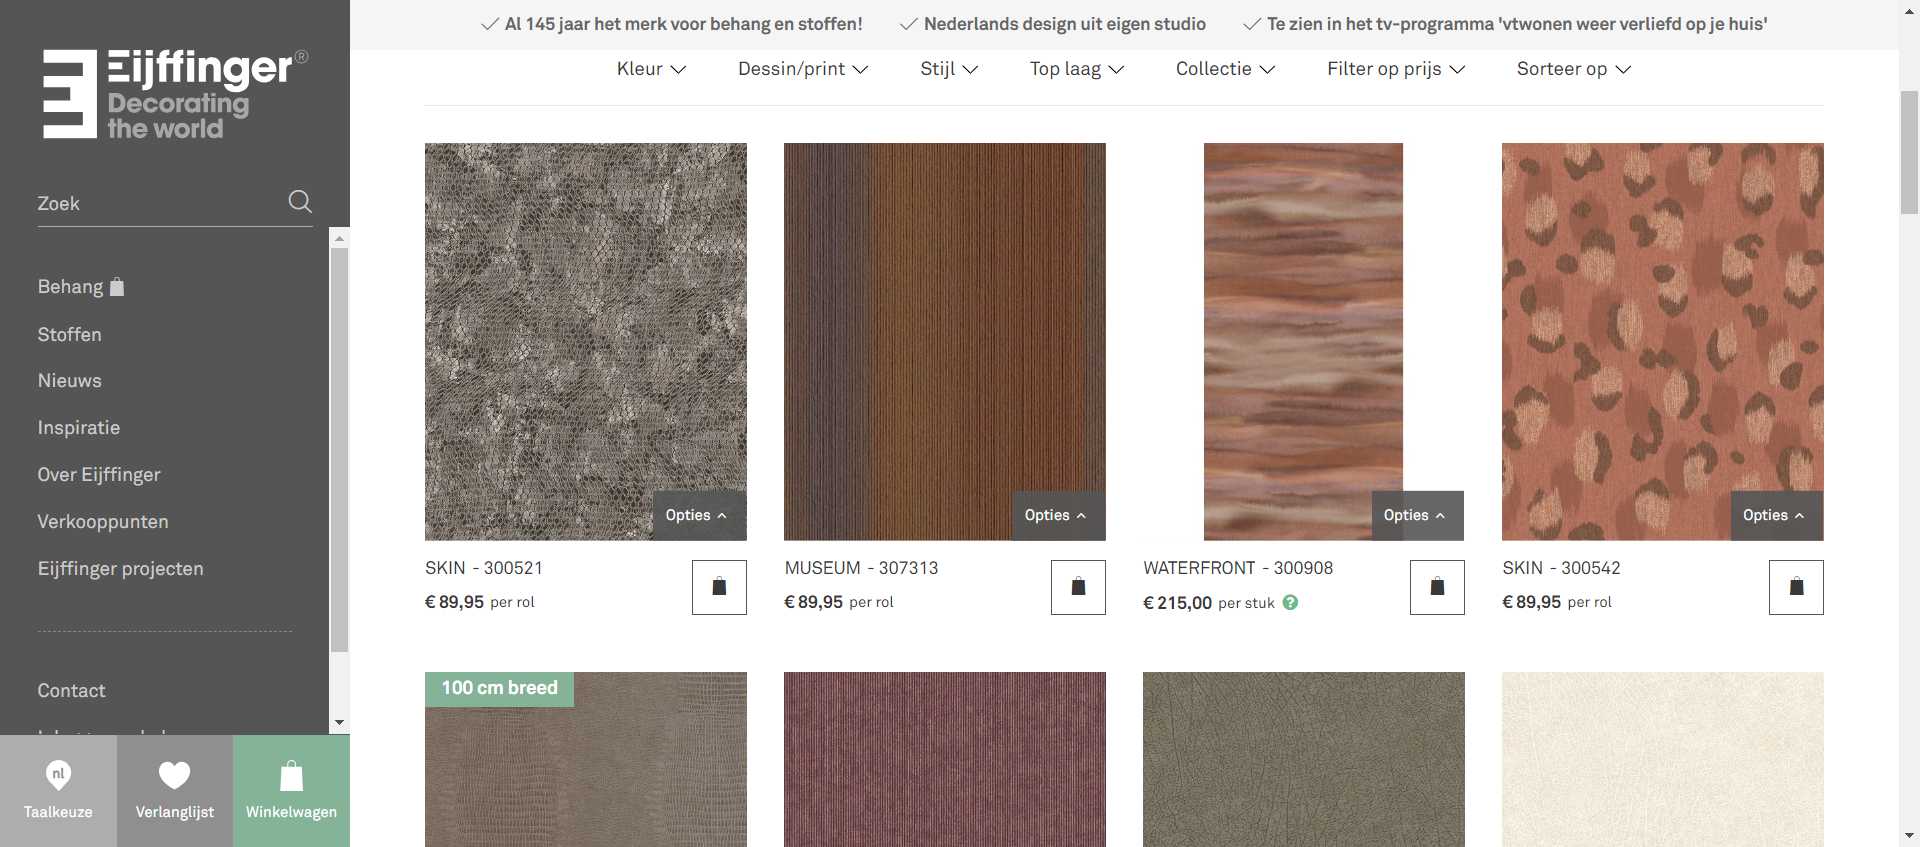 Eijffinger®
Decorating
the world
Zoek
Behang
Stoffen
Nieuws
Inspiratie
Over Eijffinger
Verkooppunten
Eijffinger projecten
Contact
nl
Taalkeuze
Verlanglijst
Winkelwagen
Al 145 jaar het merk voor behang en stoffen!
Nederlands design uit eigen studio
Te zien in het tv-programma 'vtwonen weer verliefd op je huis'
Kleur
Dessin/print
Stijl
Top laag
Collectie
Filter op prijs
Sorteer op
Opties
Opties
Opties
Opties
SKIN - 300521
€ 89,95 per rol
MUSEUM - 307313
€ 89,95 per rol
WATERFRONT - 300908
€ 215,00 per stuk ?
SKIN - 300542
€ 89,95 per rol
100 cm breed